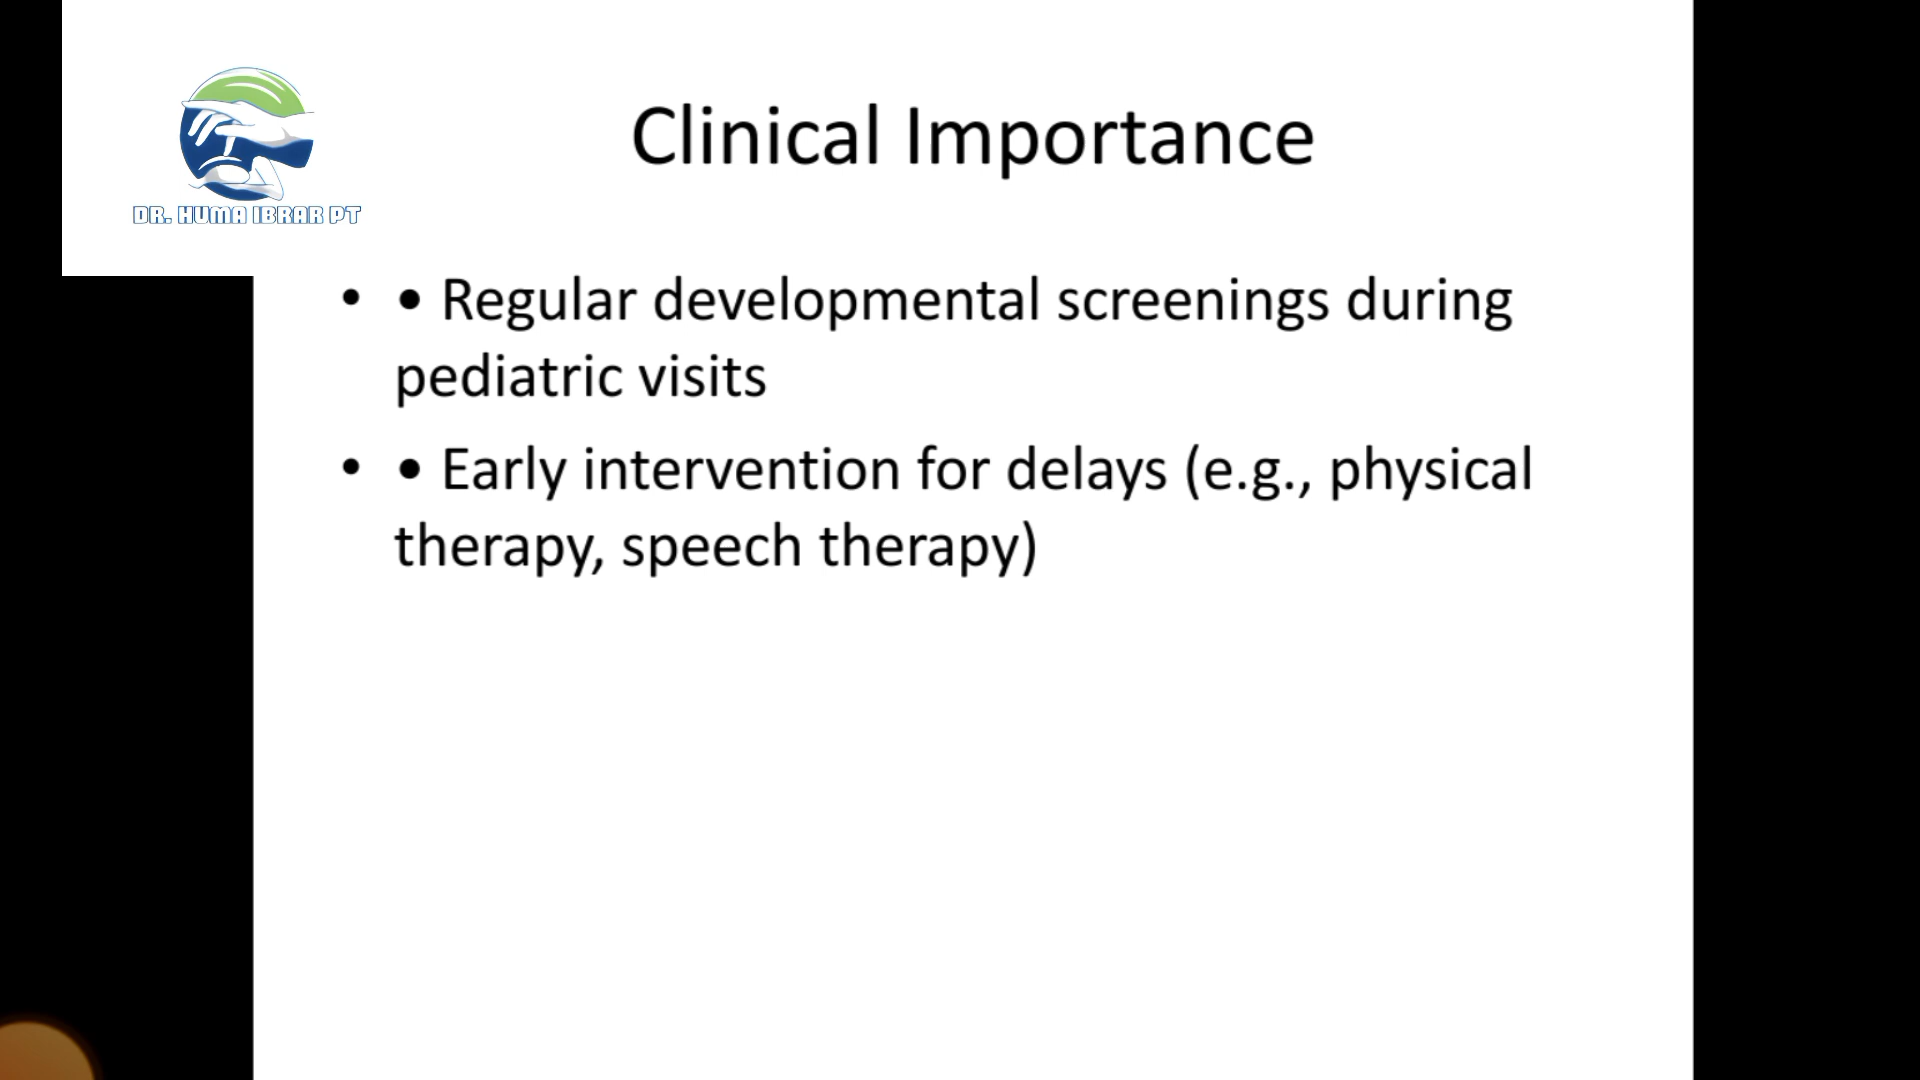 DR. HUMA IBRAR PT
Clinical Importance
• • Regular developmental screenings during
pediatric visits
• • Early intervention for delays (e.g., physical
therapy, speech therapy)